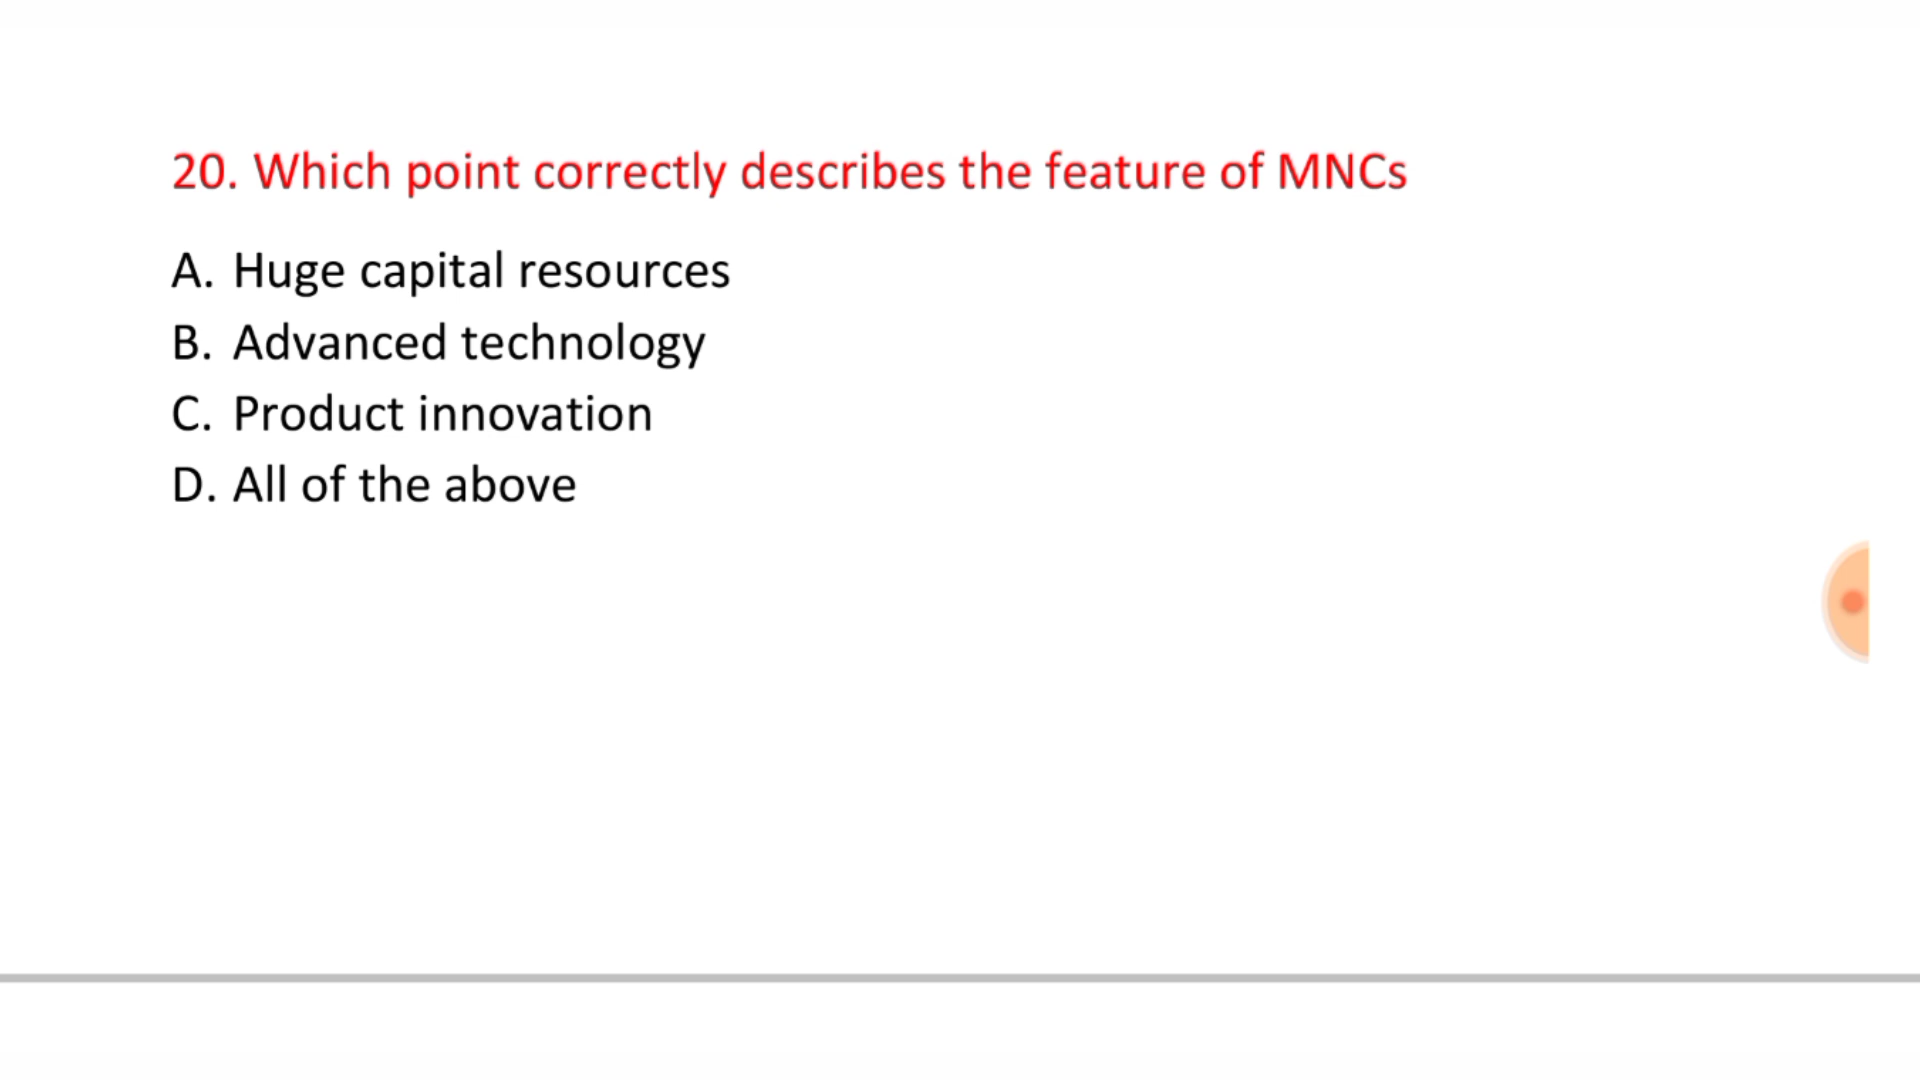 20. Which point correctly describes the feature of MNCs
A. Huge capital resources
B. Advanced technology
C. Product innovation
D. All of the above